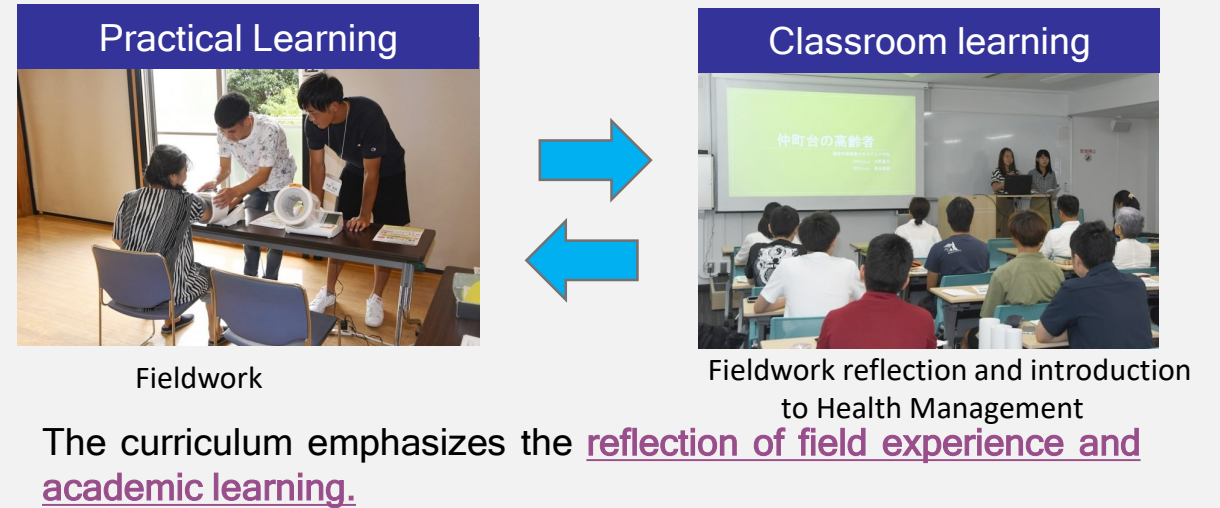 Practical Learning
Classroom learning
仲町台の高齢者
Fieldwork
Fieldwork reflection and introduction
to Health Management
The curriculum emphasizes the reflection of field experience and
academic learning.